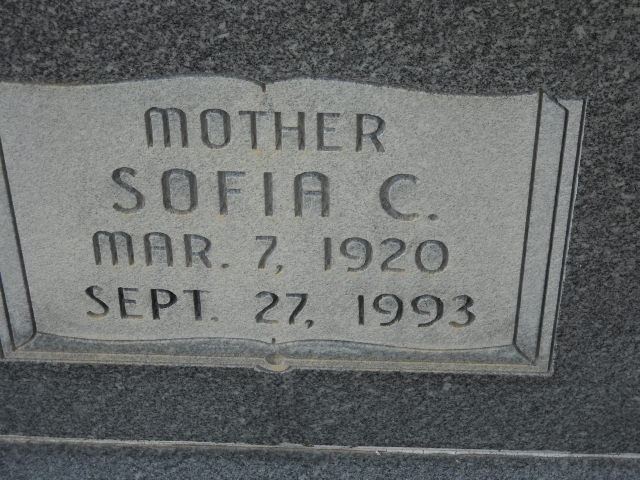 MOTHER
SOFIA C.
MAR. 7, 1920
SEPT. 27, 1993